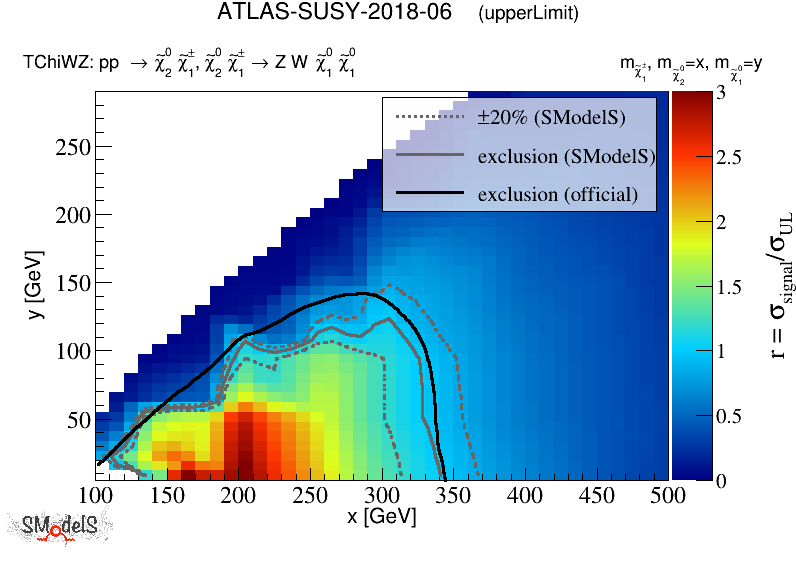 ATLAS-SUSY-2018-06 (upperLimit)
TChiWZ: pp → χ̃⁰₂ χ̃±₁, χ̃⁰₂ χ̃±₁ → Z W χ̃⁰₁ χ̃⁰₁
m_χ̃±₁, m_χ̃⁰₂=x, m_χ̃⁰₁=y
±20% (SModelS)
exclusion (SModelS)
exclusion (official)
250
200
150
100
50
y [GeV]
100 150 200 250 300 350 400 450 500
x [GeV]
3
2.5
2
1.5
1
0.5
0
r = σ_signal/σ_UL
SModelS